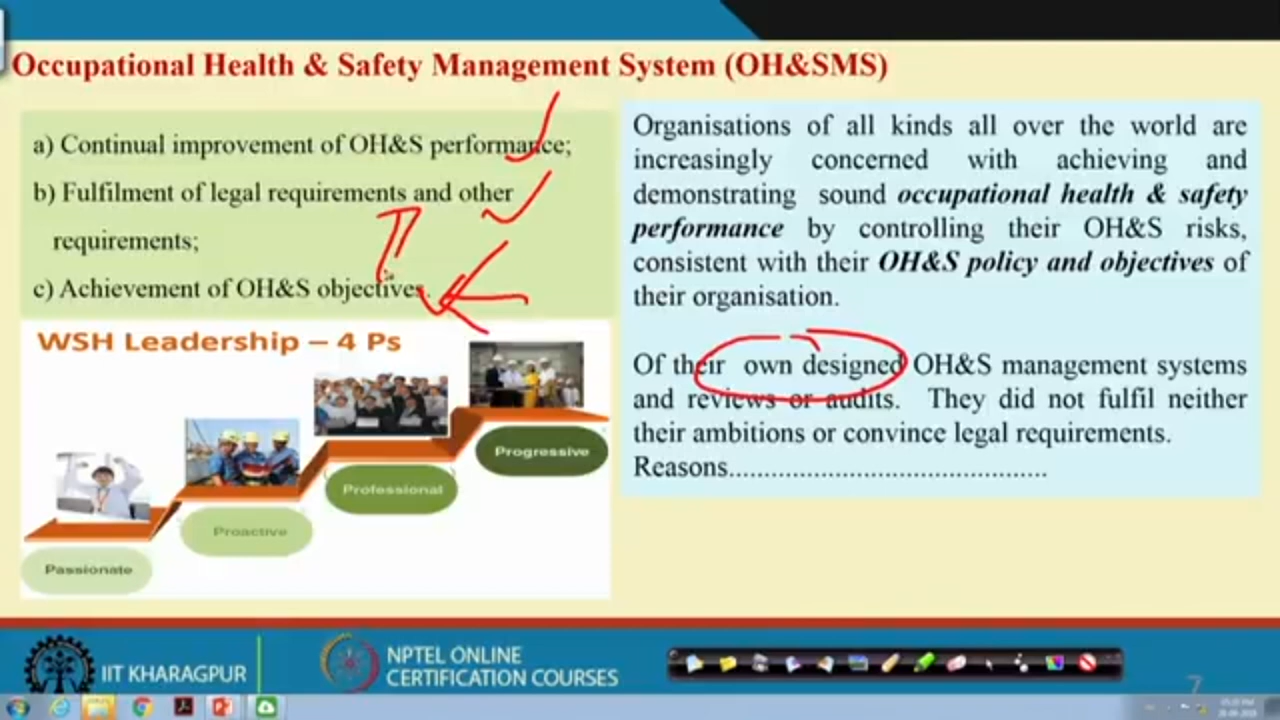 Occupational Health & Safety Management System (OH&SMS)
a) Continual improvement of OH&S performance;
b) Fulfilment of legal requirements and other
requirements;
c) Achievement of OH&S objectives.
WSH Leadership – 4 Ps
Progressive
Professional
Proactive
Passionate
Organisations of all kinds all over the world are
increasingly concerned with achieving and
demonstrating sound occupational health & safety
performance by controlling their OH&S risks,
consistent with their OH&S policy and objectives of
their organisation.
Of their own designed OH&S management systems
and reviews or audits. They did not fulfil neither
their ambitions or convince legal requirements.
Reasons.............................................
IIT KHARAGPUR
NPTEL ONLINE
CERTIFICATION COURSES
7